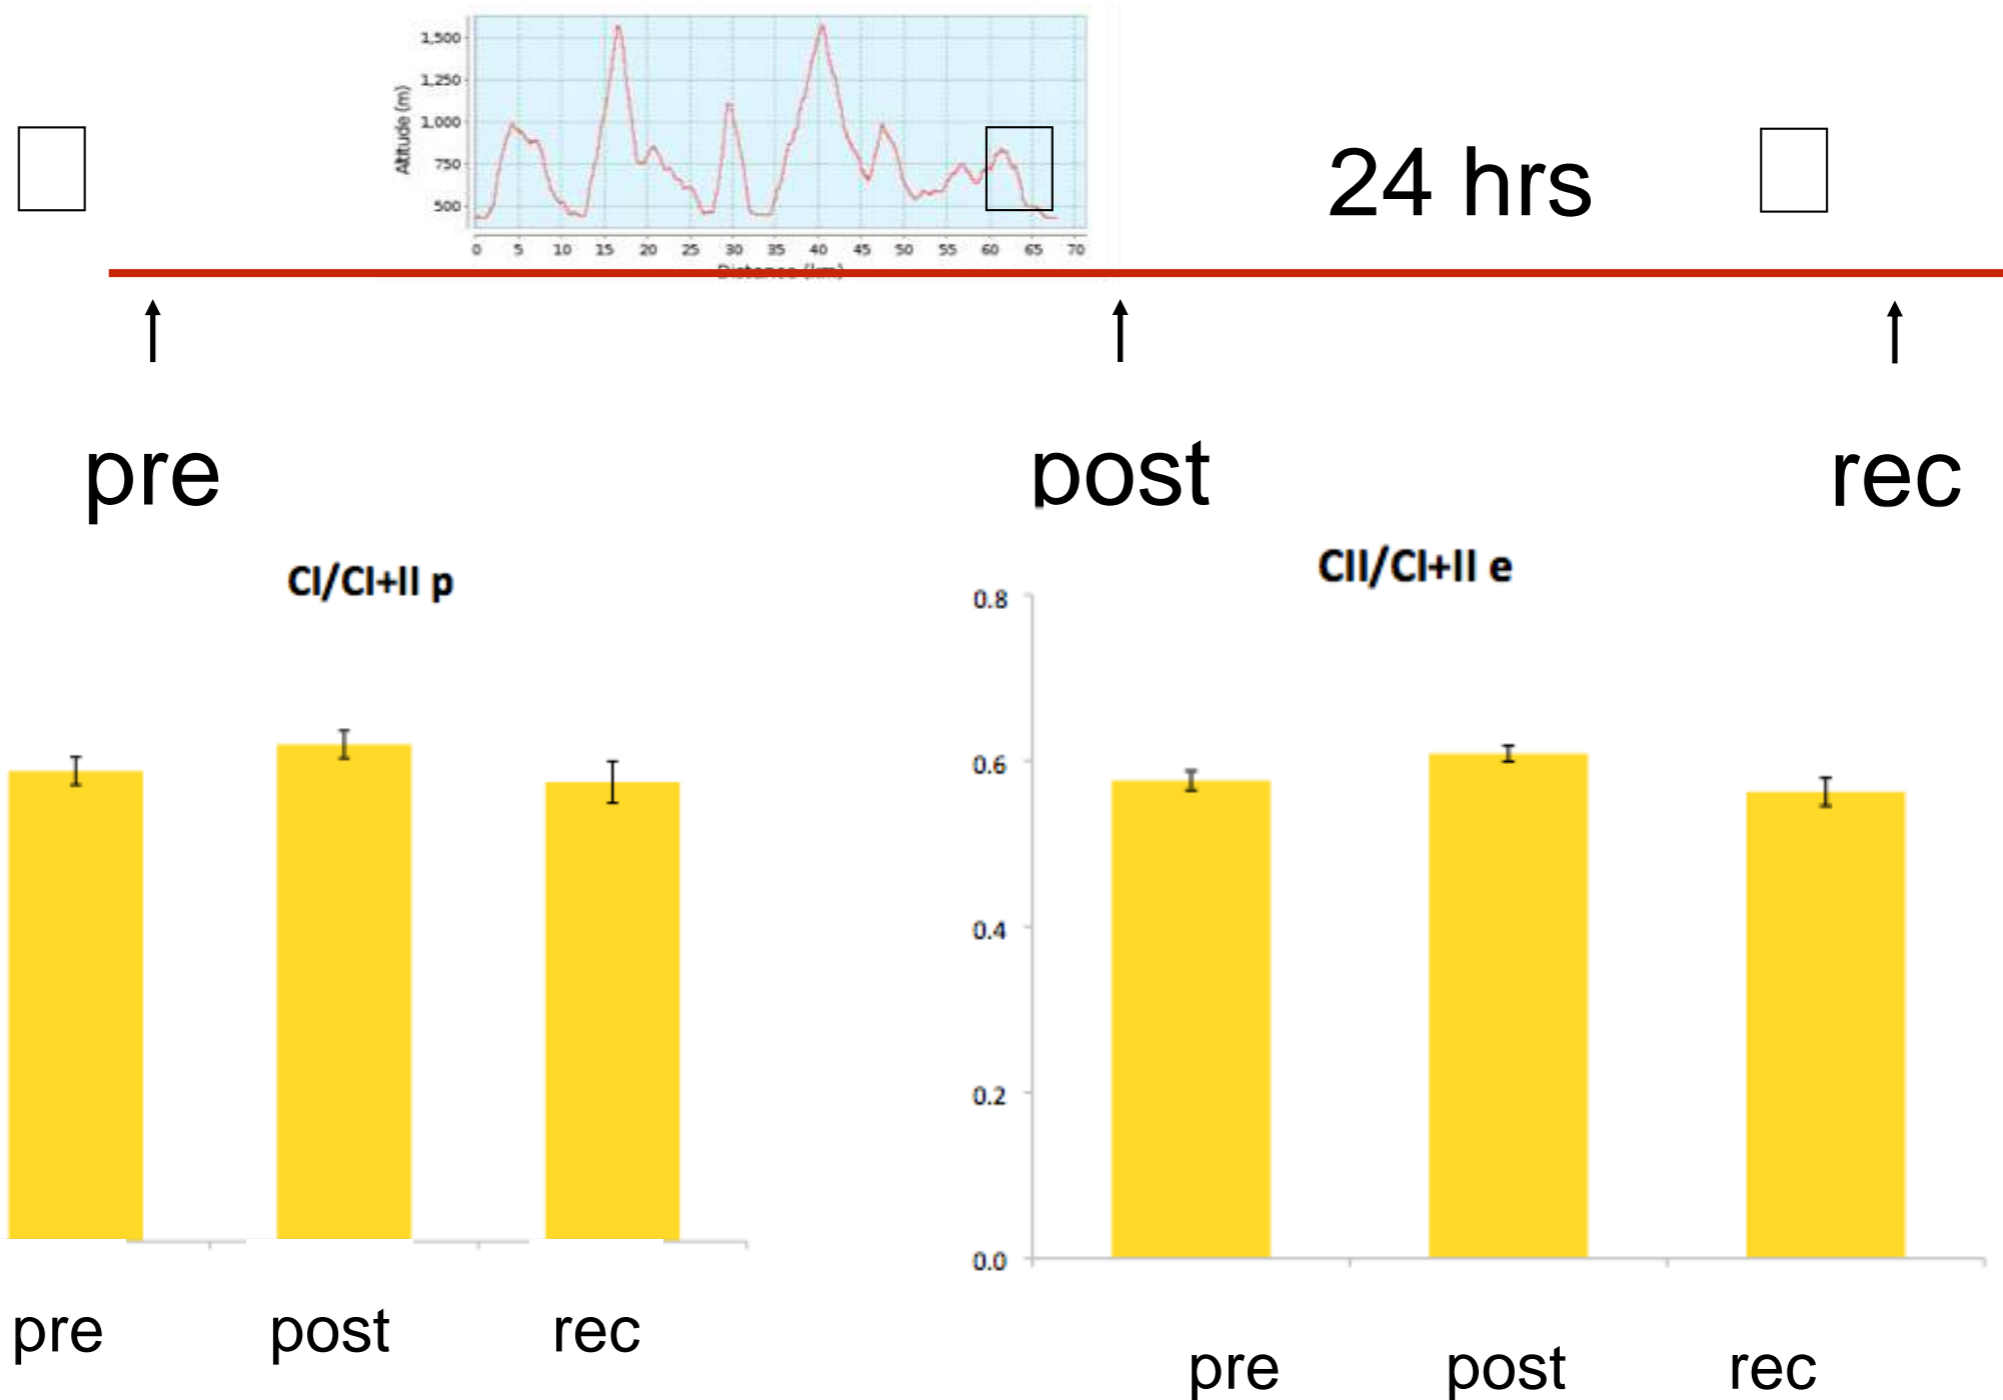 1,500
1,250
1,000
750
500
Altitude (m)
0 5 10 15 20 25 30 35 40 45 50 55 60 65 70
Distance (km)
24 hrs
pre post rec
CI/CI+II p
pre post rec
CII/CI+II e
0.8
0.6
0.4
0.2
0.0
pre post rec